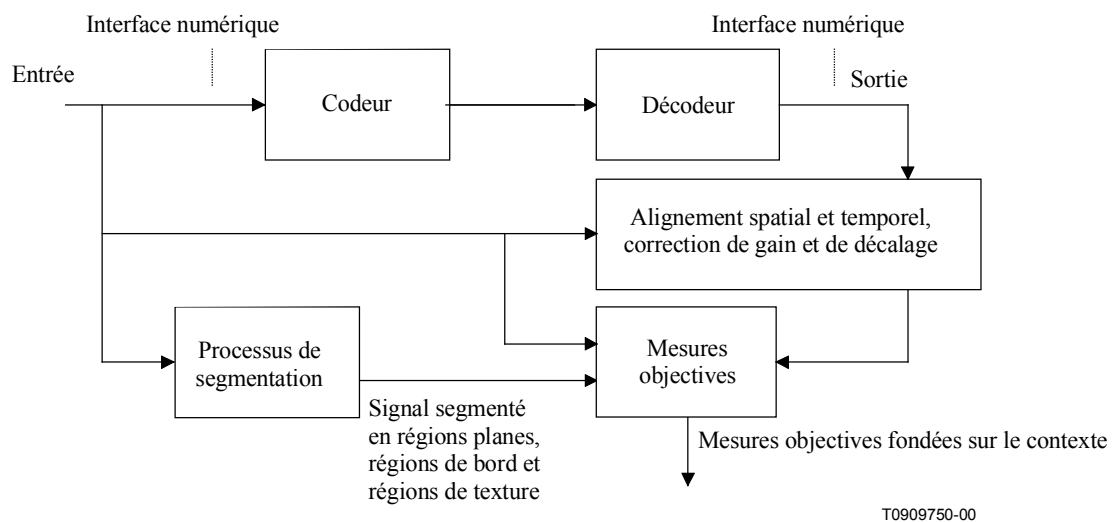 Interface numérique
Interface numérique
Entrée
Codeur
Décodeur
Sortie
Alignement spatial et temporel,
correction de gain et de décalage
Processus de
segmentation
Mesures
objectives
Signal segmenté
en régions planes,
régions de bord et
régions de texture
Mesures objectives fondées sur le contexte
T0909750-00